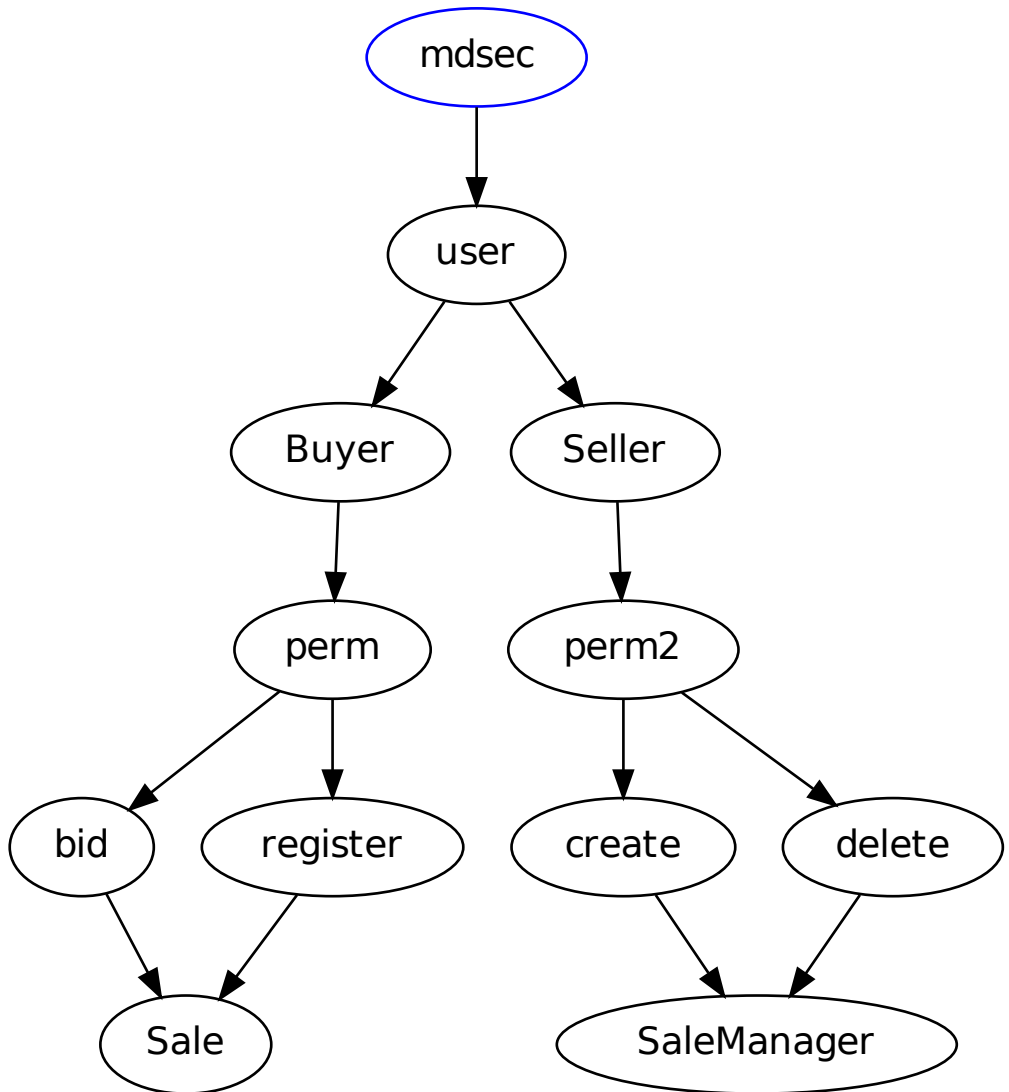 mdsec
user
Buyer
Seller
perm
perm2
bid
register
create
delete
Sale
SaleManager